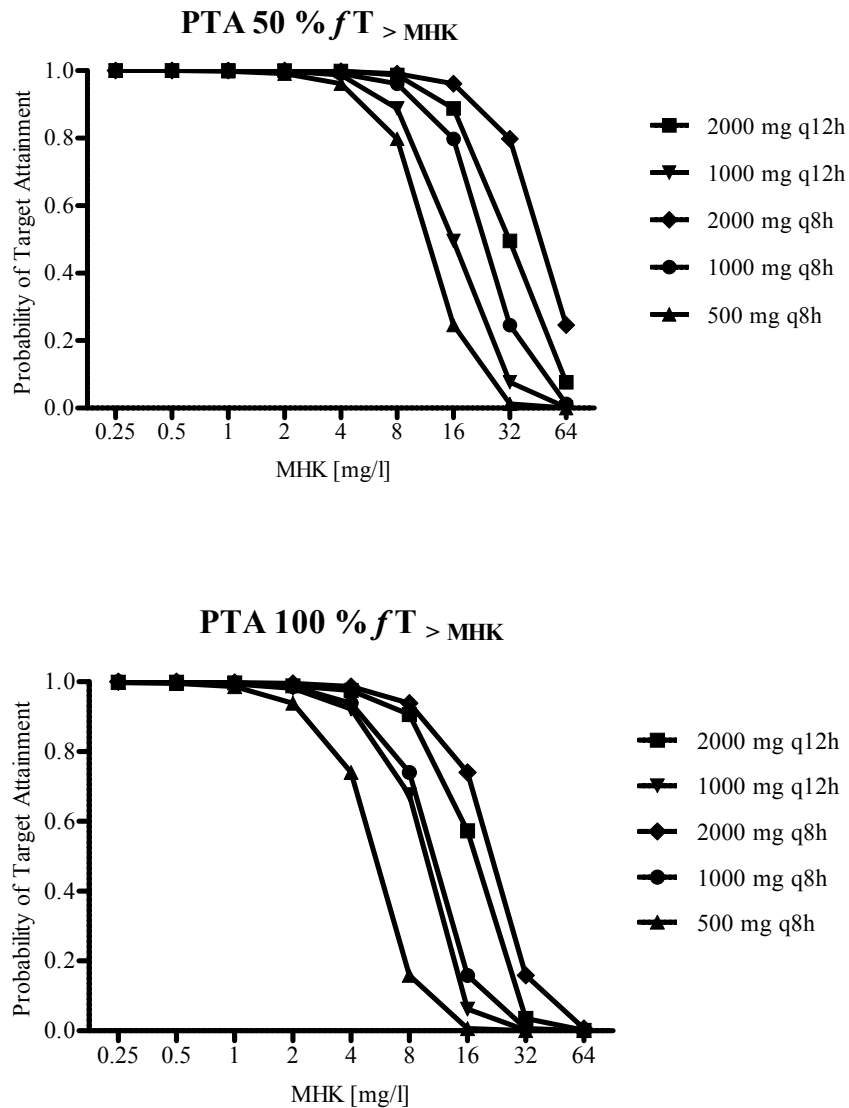 PTA 50 % fT > MHK
1.0
0.8
0.6
0.4
0.2
0.0
Probability of Target Attainment
0.25 0.5 1 2 4 8 16 32 64
MHK [mg/l]
2000 mg q12h
1000 mg q12h
2000 mg q8h
1000 mg q8h
500 mg q8h
PTA 100 % fT > MHK
1.0
0.8
0.6
0.4
0.2
0.0
Probability of Target Attainment
0.25 0.5 1 2 4 8 16 32 64
MHK [mg/l]
2000 mg q12h
1000 mg q12h
2000 mg q8h
1000 mg q8h
500 mg q8h